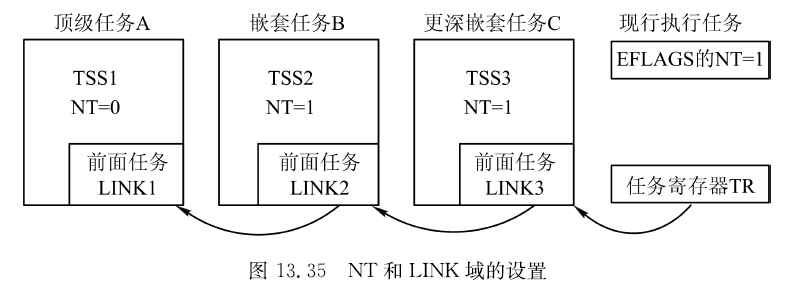 顶级任务A 嵌套任务B 更深嵌套任务C 现行执行任务
TSS1 TSS2 TSS3 EFLAGS的NT=1
NT=0 NT=1 NT=1
前面任务 前面任务 前面任务
LINK1 LINK2 LINK3 任务寄存器TR
图 13.35 NT 和 LINK 域的设置